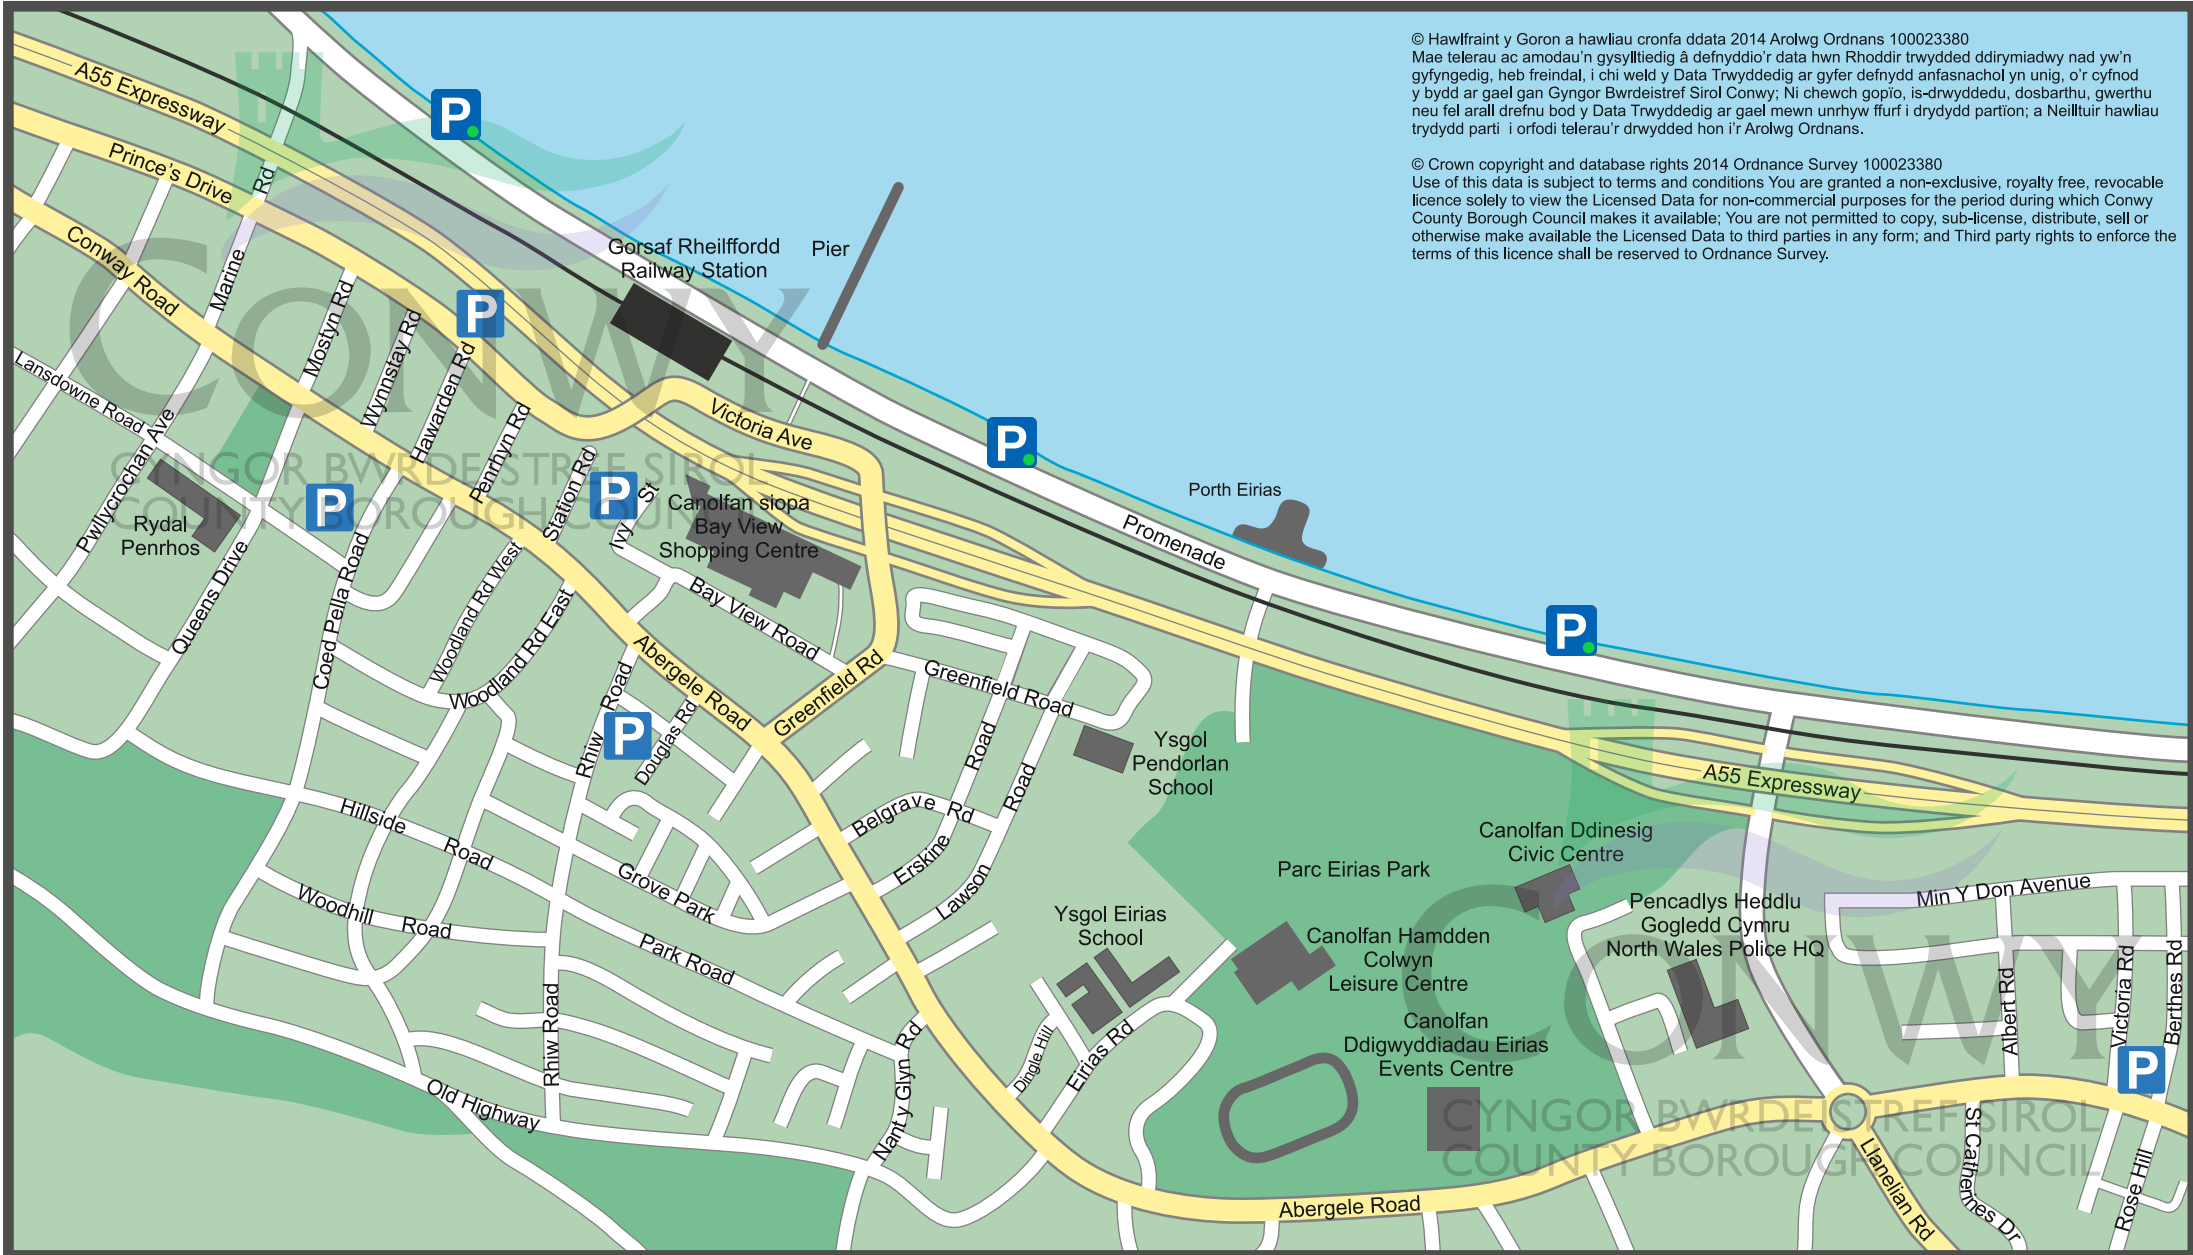 © Hawlfraint y Goron a hawliau cronfa ddata 2014 Arolwg Ordnans 100023380
Mae telerau ac amodau'n gysylltiedig â defnyddio'r data hwn Rhoddir trwydded ddirymiadwy nad yw'n
gyfyngedig, heb freindal, i chi weld y Data Trwyddedig ar gyfer defnydd anfasnachol yn unig, o'r cyfnod
y bydd ar gael gan Gyngor Bwrdeistref Sirol Conwy; Ni chewch gopïo, is-drwyddedu, dosbarthu, gwerthu
neu fel arall drefnu bod y Data Trwyddedig ar gael mewn unrhyw ffurf i drydydd partïon; a Neilltuir hawliau
trydydd parti i orfodi telerau'r drwydded hon i'r Arolwg Ordnans.
© Crown copyright and database rights 2014 Ordnance Survey 100023380
Use of this data is subject to terms and conditions You are granted a non-exclusive, royalty free, revocable
licence solely to view the Licensed Data for non-commercial purposes for the period during which Conwy
County Borough Council makes it available; You are not permitted to copy, sub-license, distribute, sell or
otherwise make available the Licensed Data to third parties in any form; and Third party rights to enforce the
terms of this licence shall be reserved to Ordnance Survey.
A55 Expressway
P
Prince's Drive
Marine Rd
Conway Road
Gorsaf Rheilffordd
Railway Station
Pier
P
Mostyn Rd
Wynnstay Rd
Hawarden Rd
Penrhyn Rd
CONWY
CYNGOR BWRDEISTREF SIROL
COUNTY BOROUGH COUNCIL
Lansdowne Road
Pwllycrochan Ave
Victoria Ave
P
Porth Eirias
Promenade
Rydal
Penrhos
P
Station Rd
P
Ivy St
Canolfan siopa
Bay View
Shopping Centre
Queens Drive
Coed Pella Road
Woodland Rd West
Woodland Rd East
Bay View Road
Abergele Road
Greenfield Rd
Greenfield Road
P
Rhiw Road
P
Douglas Rd
Ysgol
Pendorlan
School
A55 Expressway
Hillside Road
Belgrave Rd
Erskine Road
Lawson Road
Grove Park
Woodhill Road
Park Road
Parc Eirias Park
Canolfan Ddinesig
Civic Centre
Pencadlys Heddlu
Gogledd Cymru
North Wales Police HQ
Min Y Don Avenue
Ysgol Eirias
School
Canolfan Hamdden
Colwyn
Leisure Centre
Canolfan
Ddigwyddiadau Eirias
Events Centre
CONWY
CYNGOR BWRDEISTREF SIROL
COUNTY BOROUGH COUNCIL
Rhiw Road
Old Highway
Nant y Glyn Rd
Dingle Hill
Eirias Rd
Albert Rd
Victoria Rd
Berthes Rd
P
Abergele Road
Llanelian Rd
St Catherines Dr
Rose Hill